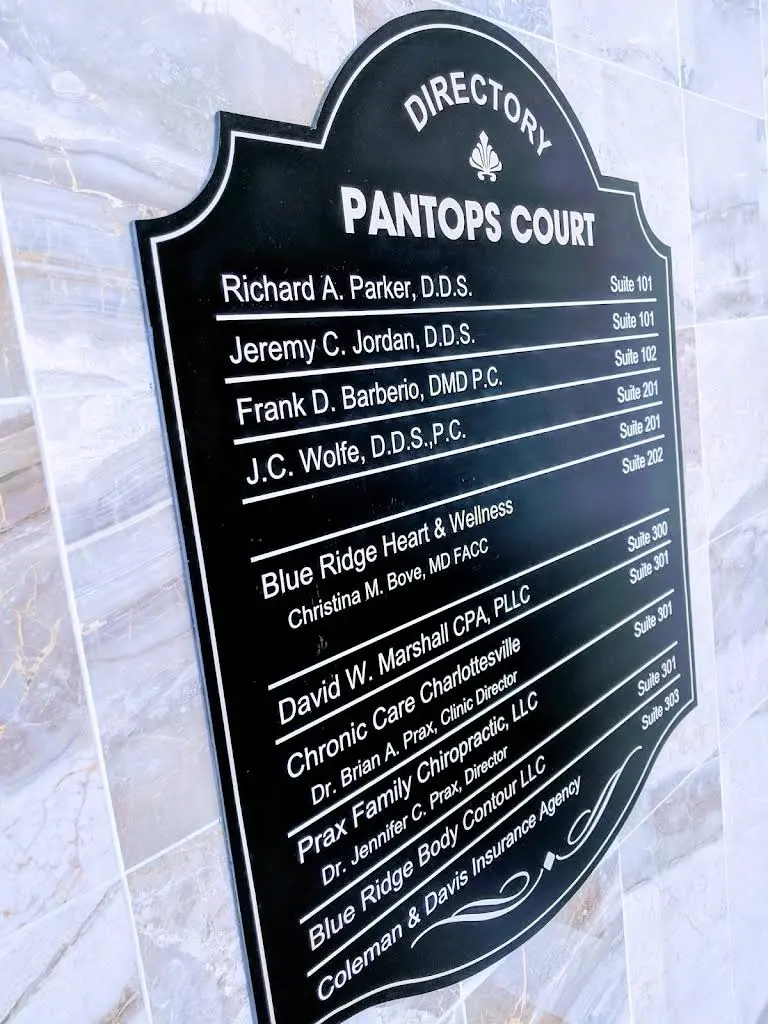 DIRECTORY
PANTOPS COURT
Richard A. Parker, D.D.S. Suite 101
Jeremy C. Jordan, D.D.S. Suite 101
Frank D. Barberio, DMD P.C. Suite 102
J.C. Wolfe, D.D.S.,P.C. Suite 201
Suite 201
Blue Ridge Heart & Wellness Suite 202
Christina M. Bove, MD FACC
David W. Marshall CPA, PLLC Suite 300
Chronic Care Charlottesville Suite 301
Dr. Brian A. Prax, Clinic Director
Prax Family Chiropractic, LLC Suite 301
Dr. Jennifer C. Prax, Director
Blue Ridge Body Contour LLC Suite 301
Coleman & Davis Insurance Agency Suite 303